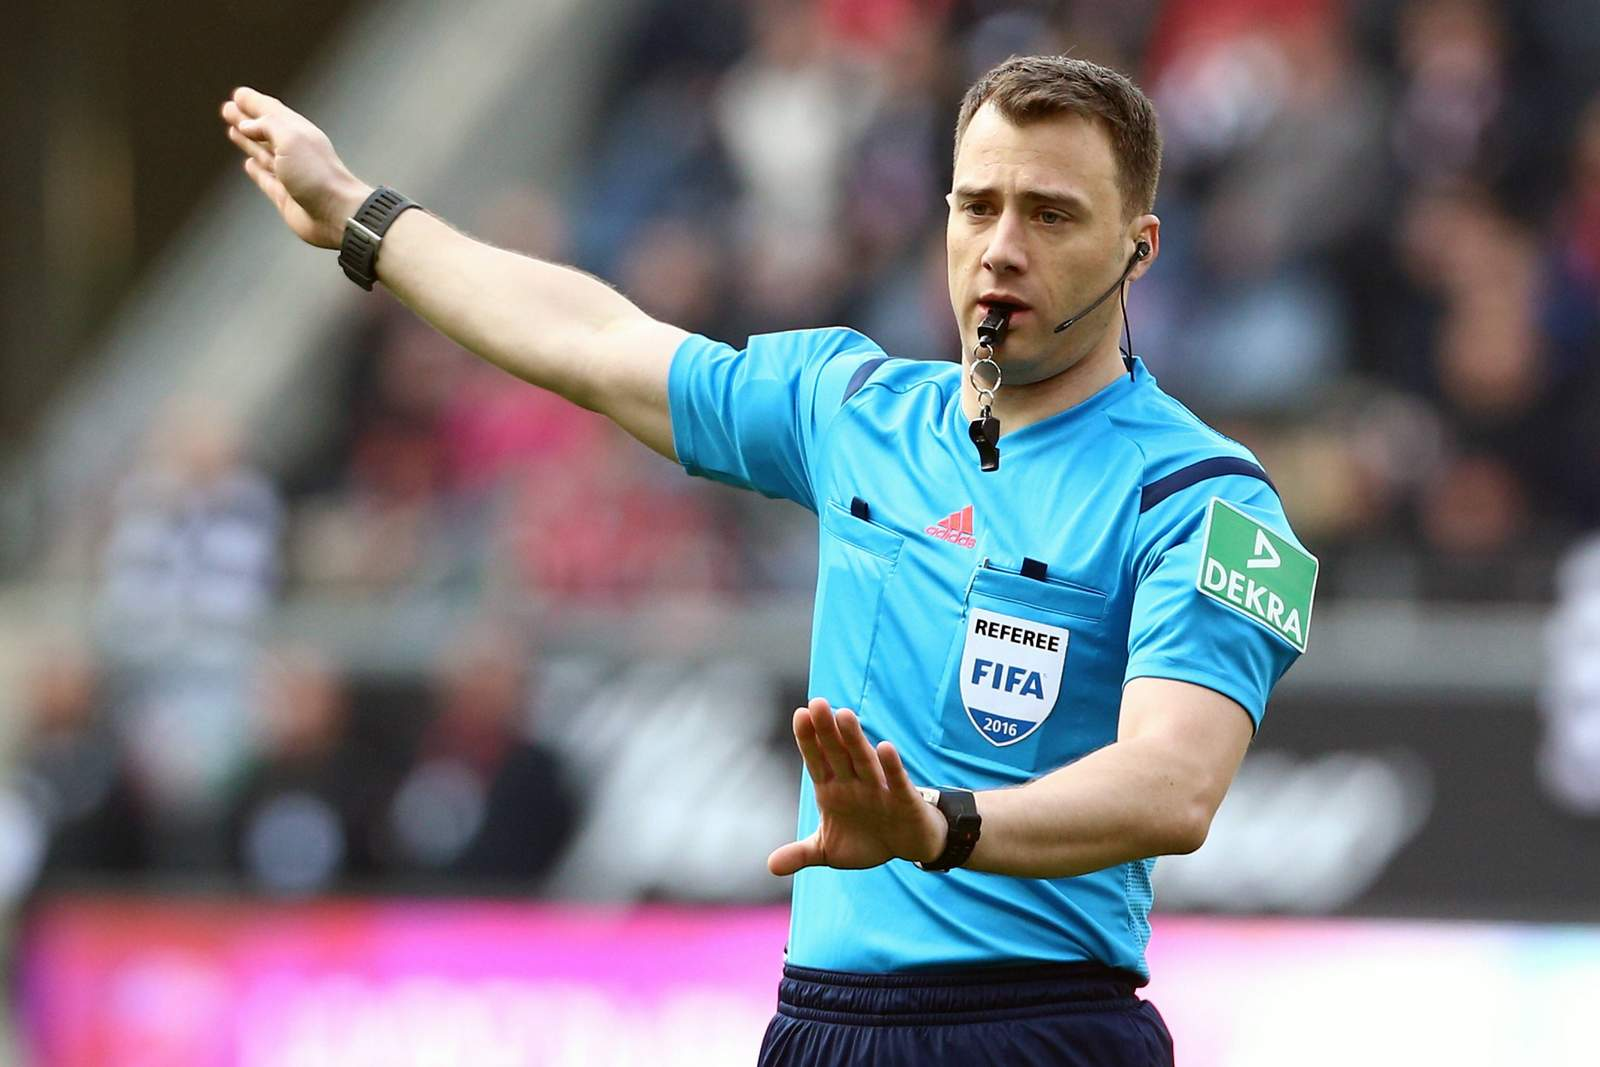 adidas
DEKRA
REFEREE
FIFA
2016